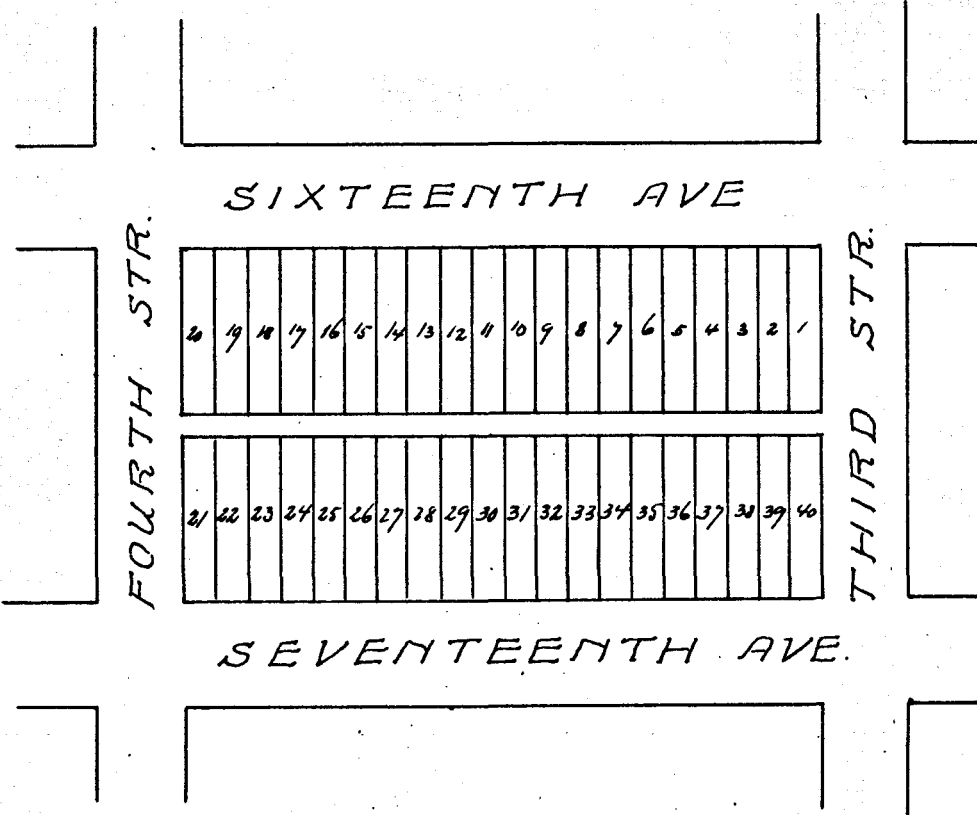 SIXTEENTH AVE
FOURTH STR.
THIRD STR.
20 19 18 17 16 15 14 13 12 11 10 9 8 7 6 5 4 3 2 1
21 22 23 24 25 26 27 28 29 30 31 32 33 34 35 36 37 38 39 40
SEVENTEENTH AVE.